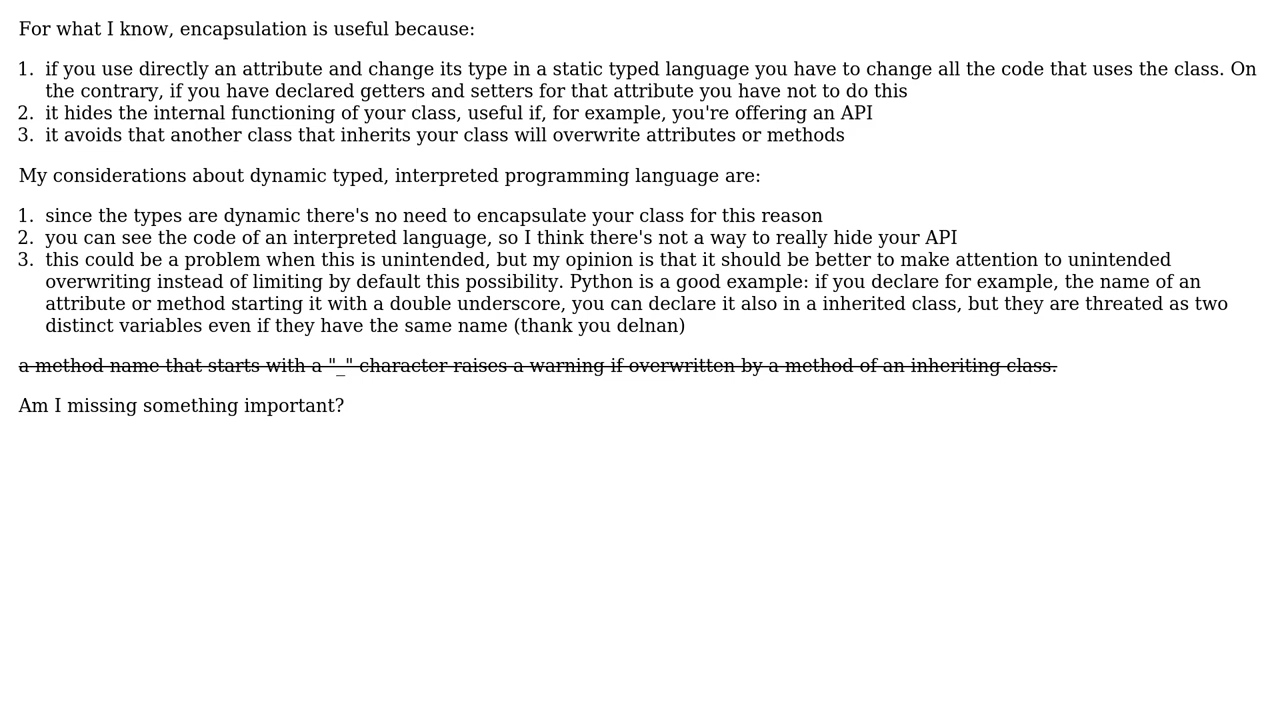 For what I know, encapsulation is useful because:
1. if you use directly an attribute and change its type in a static typed language you have to change all the code that uses the class. On
the contrary, if you have declared getters and setters for that attribute you have not to do this
2. it hides the internal functioning of your class, useful if, for example, you're offering an API
3. it avoids that another class that inherits your class will overwrite attributes or methods
My considerations about dynamic typed, interpreted programming language are:
1. since the types are dynamic there's no need to encapsulate your class for this reason
2. you can see the code of an interpreted language, so I think there's not a way to really hide your API
3. this could be a problem when this is unintended, but my opinion is that it should be better to make attention to unintended
overwriting instead of limiting by default this possibility. Python is a good example: if you declare for example, the name of an
attribute or method starting it with a double underscore, you can declare it also in a inherited class, but they are threated as two
distinct variables even if they have the same name (thank you delnan)
a method name that starts with a "_" character raises a warning if overwritten by a method of an inheriting class.
Am I missing something important?